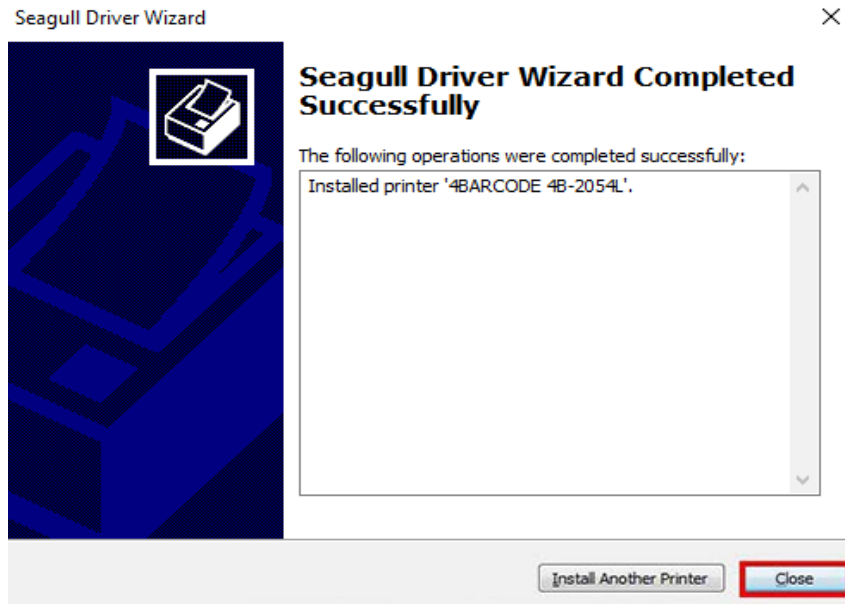 Seagull Driver Wizard
Seagull Driver Wizard Completed
Successfully
The following operations were completed successfully:
Installed printer '4BARCODE 4B-2054L'.
Install Another Printer
Close